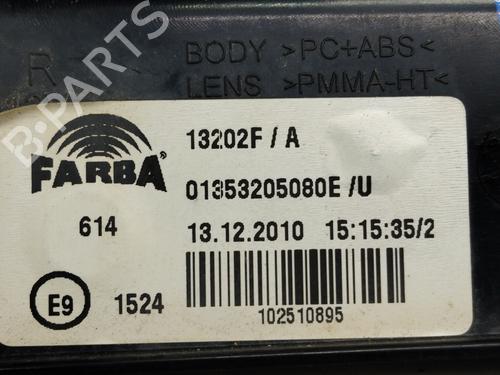 R
BODY >PC+ABS<
LENS >PMMA-HT<
B-PARTS
FARBA®
13202F / A
01353205080E /U
614
13.12.2010 15:15:35/2
E9
1524
102510895